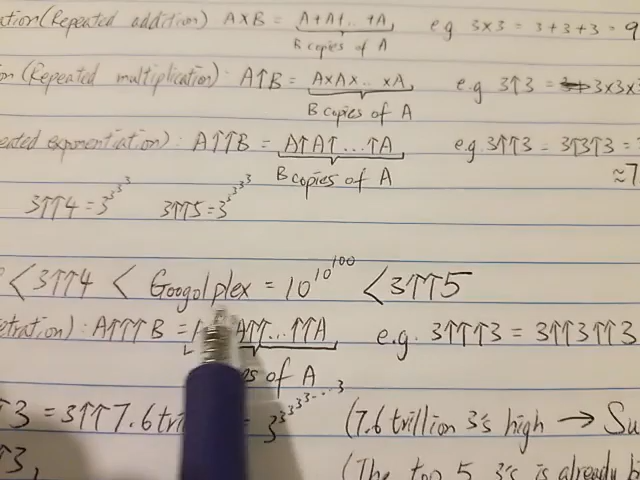 ation (Repeated addition) A×B = A+A+..+A, e.g 3×3 = 3+3+3 = 9
B copies of A
on (Repeated multiplication): A↑B = A×A×..×A e.g 3↑3 = 3×3×3
B copies of A
eated exponentiation): A↑↑B = A↑A↑...↑A e.g. 3↑↑3 = 3↑3↑3 =
B copies of A ≈7
3↑↑4 = 3^3^3^3 3↑↑5 = 3^3^3^3^3
<3↑↑4 < Googolplex = 10^10^100 <3↑↑5
etration): A↑↑↑B = A↑↑...↑↑A e.g. 3↑↑↑3 = 3↑↑3↑↑3
es of A
↑3 = 3↑↑7.6tri = 3^3^3^3^3^...^3 (7.6 trillion 3's high → Su
↑3, (The top 5 3's is already b